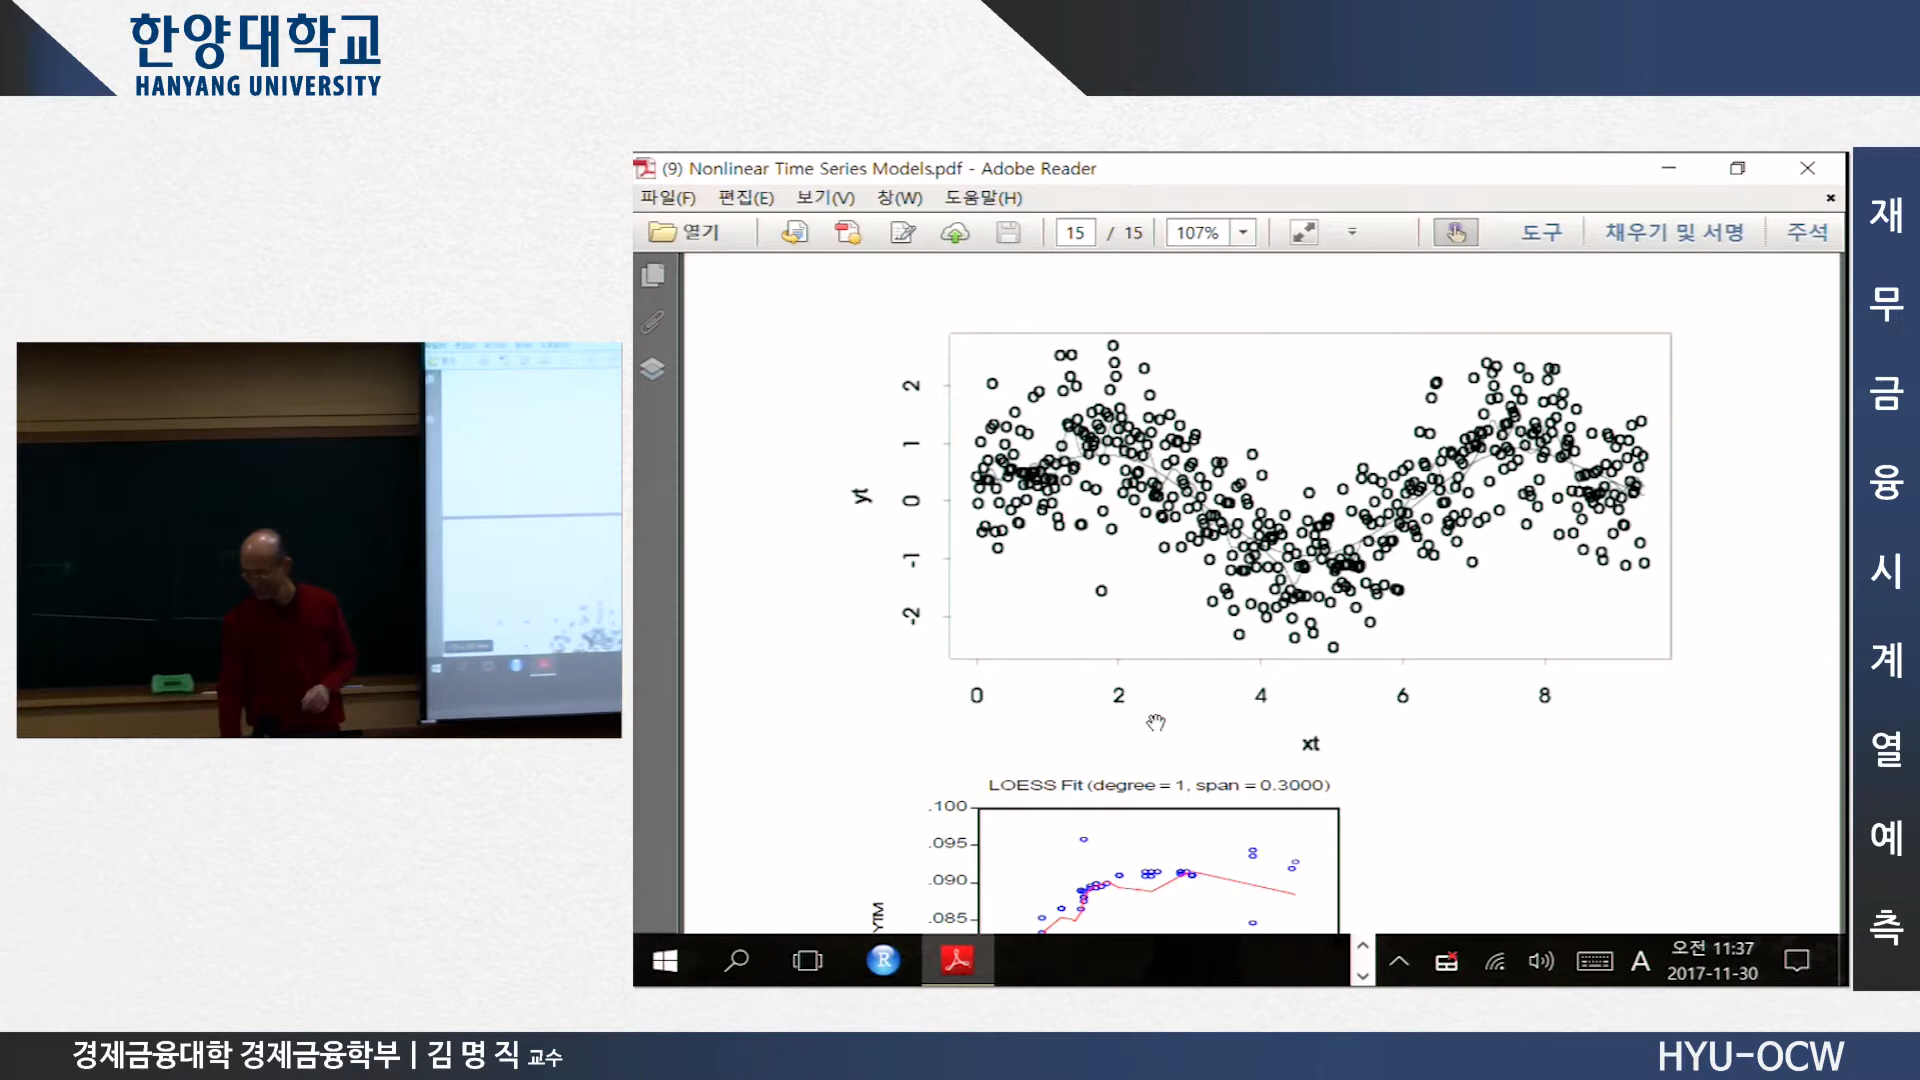 한양대학교
HANYANG UNIVERSITY
(9) Nonlinear Time Series Models.pdf - Adobe Reader
파일(F) 편집(E) 보기(V) 창(W) 도움말(H)
열기 15 / 15 107% 도구 채우기 및 서명 주석
2
1
0
-1
-2
yt
0 2 4 6 8
xt
LOESS Fit (degree = 1, span = 0.3000)
.100
.095
.090
.085
YTM
A
오전 11:37
2017-11-30
재무금융시계열예측
경제금융대학 경제금융학부 | 김명직 교수
HYU-OCW